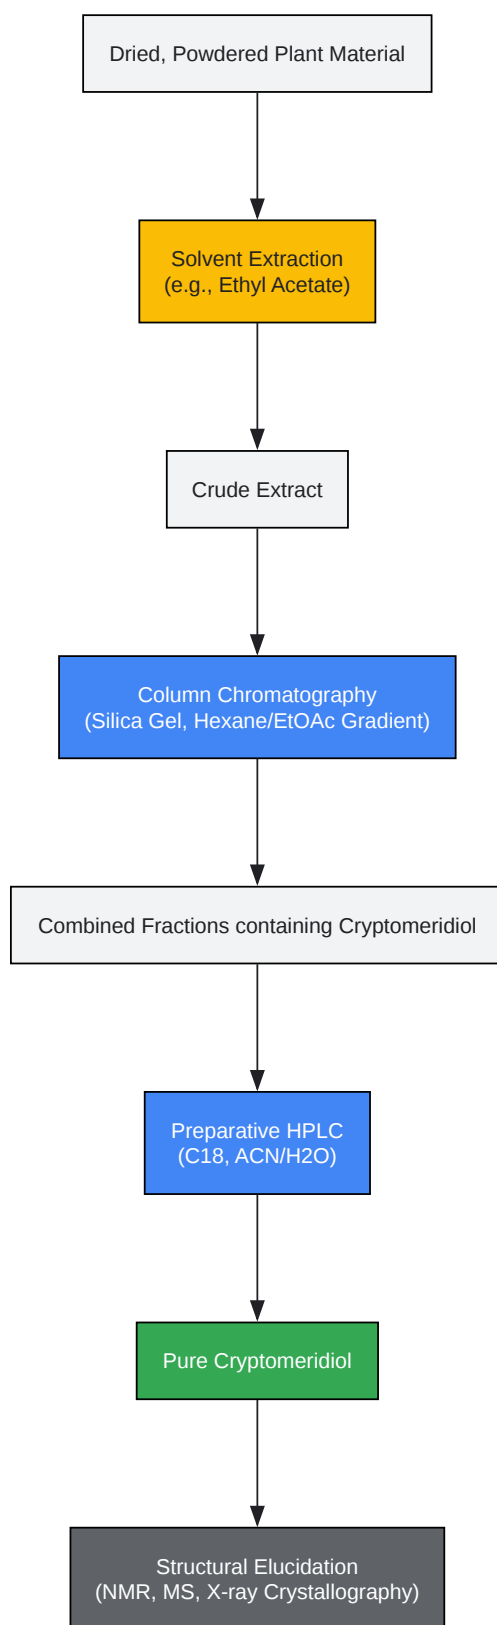 Dried, Powdered Plant Material
Solvent Extraction
(e.g., Ethyl Acetate)
Crude Extract
Column Chromatography
(Silica Gel, Hexane/EtOAc Gradient)
Combined Fractions containing Cryptomeridiol
Preparative HPLC
(C18, ACN/H2O)
Pure Cryptomeridiol
Structural Elucidation
(NMR, MS, X-ray Crystallography)